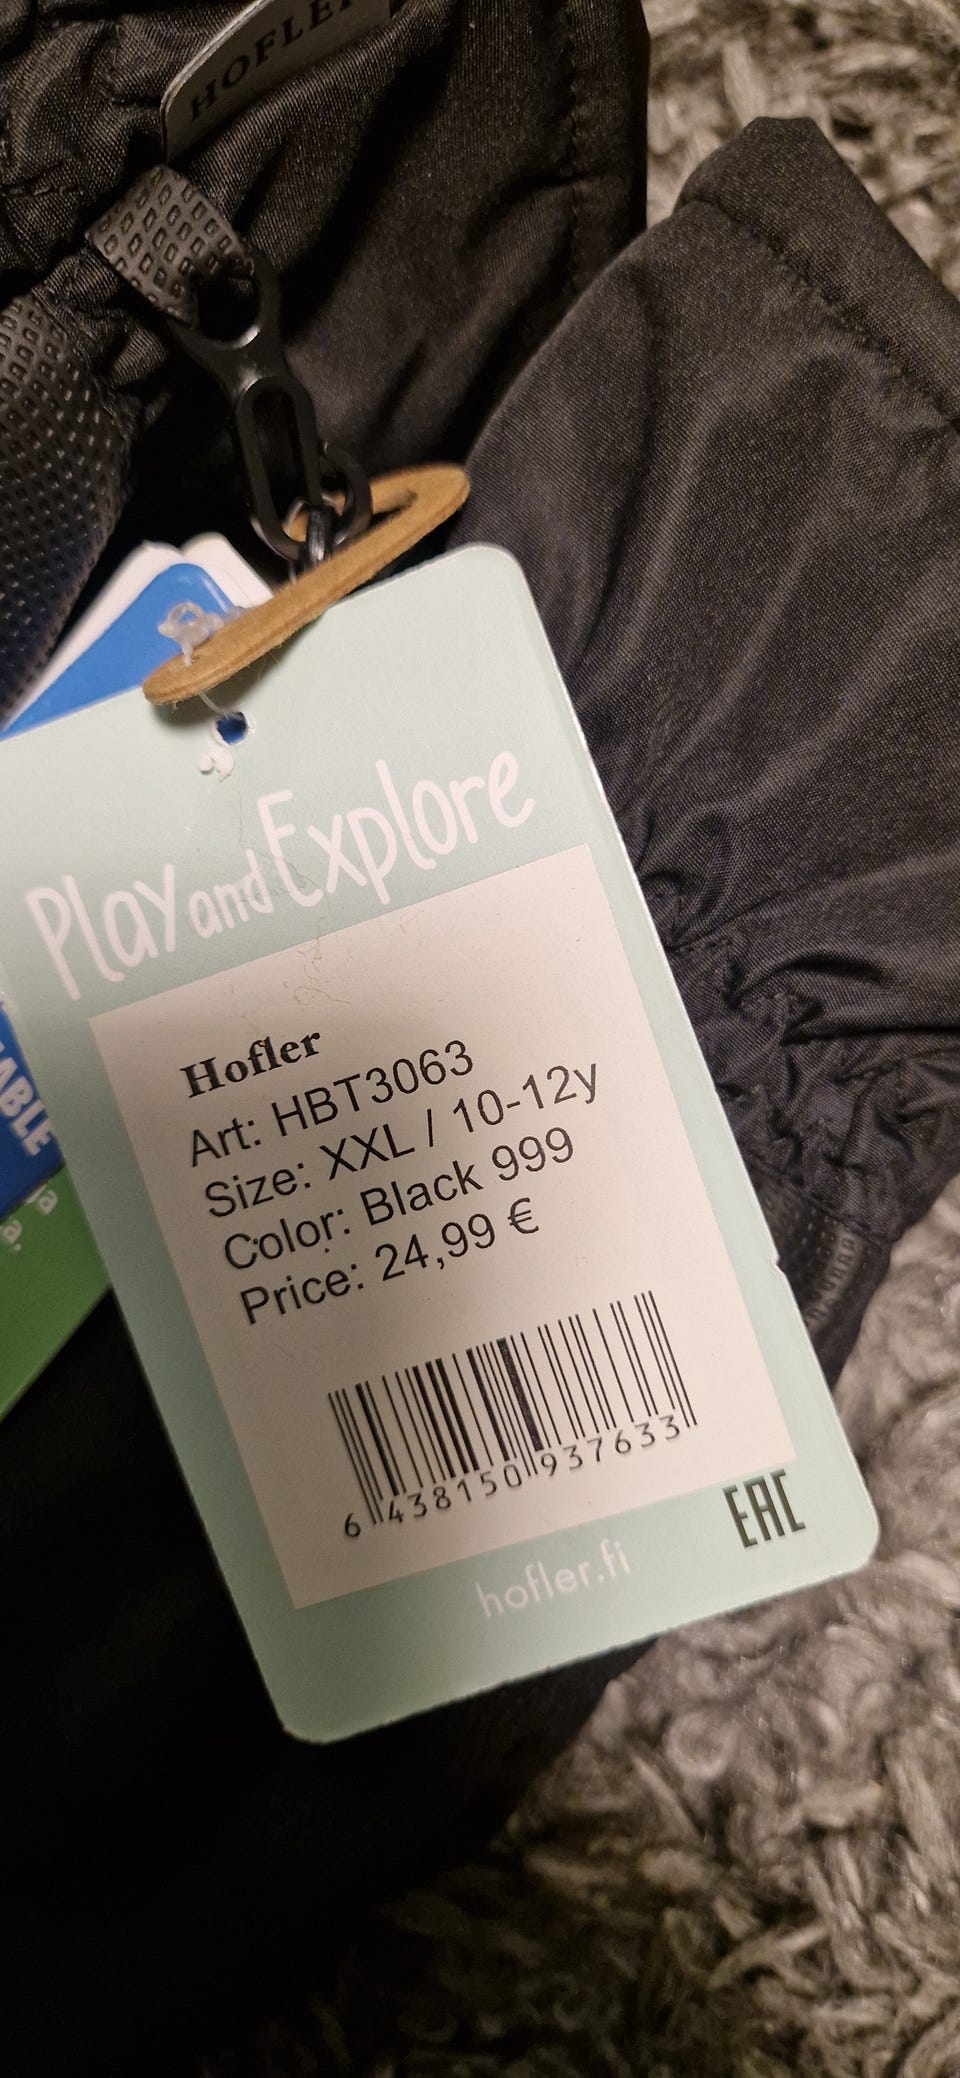 HOFLER
Play and Explore
Hofler
Art: HBT3063
Size: XXL / 10-12y
Color: Black 999
Price: 24,99 €
6 438150 937633
EAC
hofler.fi
ABLE